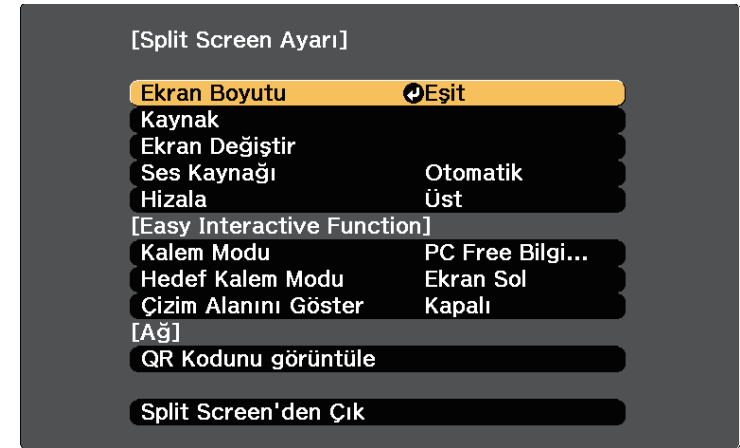 [Split Screen Ayarı]
Ekran Boyutu Eşit
Kaynak
Ekran Değiştir
Ses Kaynağı Otomatik
Hizala Üst
[Easy Interactive Function]
Kalem Modu PC Free Bilgi...
Hedef Kalem Modu Ekran Sol
Çizim Alanını Göster Kapalı
[Ağ]
QR Kodunu görüntüle
Split Screen'den Çık